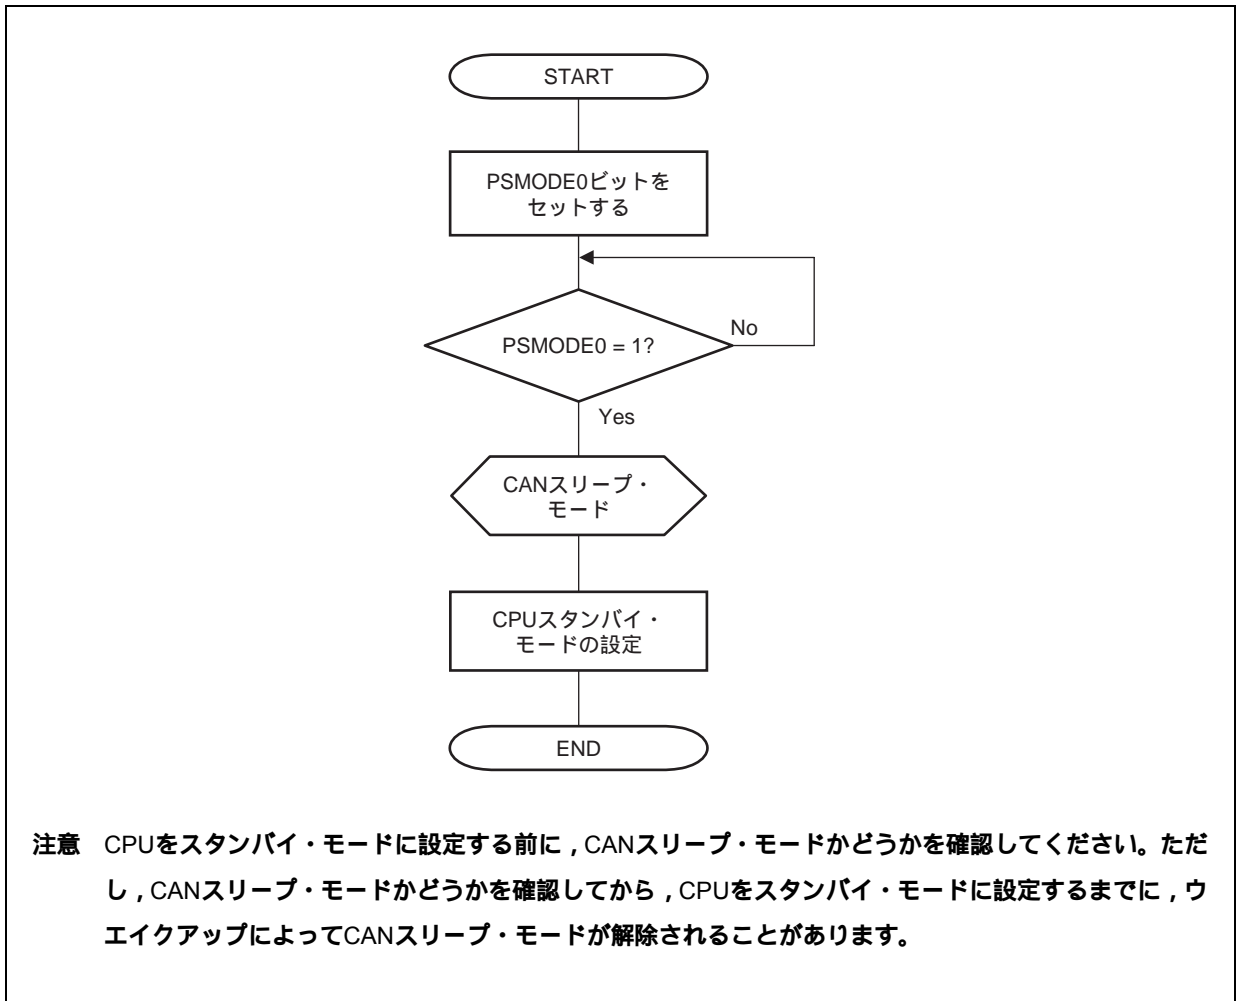 START
PSMODE0ビットを
セットする
PSMODE0 = 1?
No
Yes
CANスリープ・
モード
CPUスタンバイ・
モードの設定
END
注意 CPUをスタンバイ・モードに設定する前に，CANスリープ・モードかどうかを確認してください。ただ
し，CANスリープ・モードかどうかを確認してから，CPUをスタンバイ・モードに設定するまでに，ウ
エイクアップによってCANスリープ・モードが解除されることがあります。